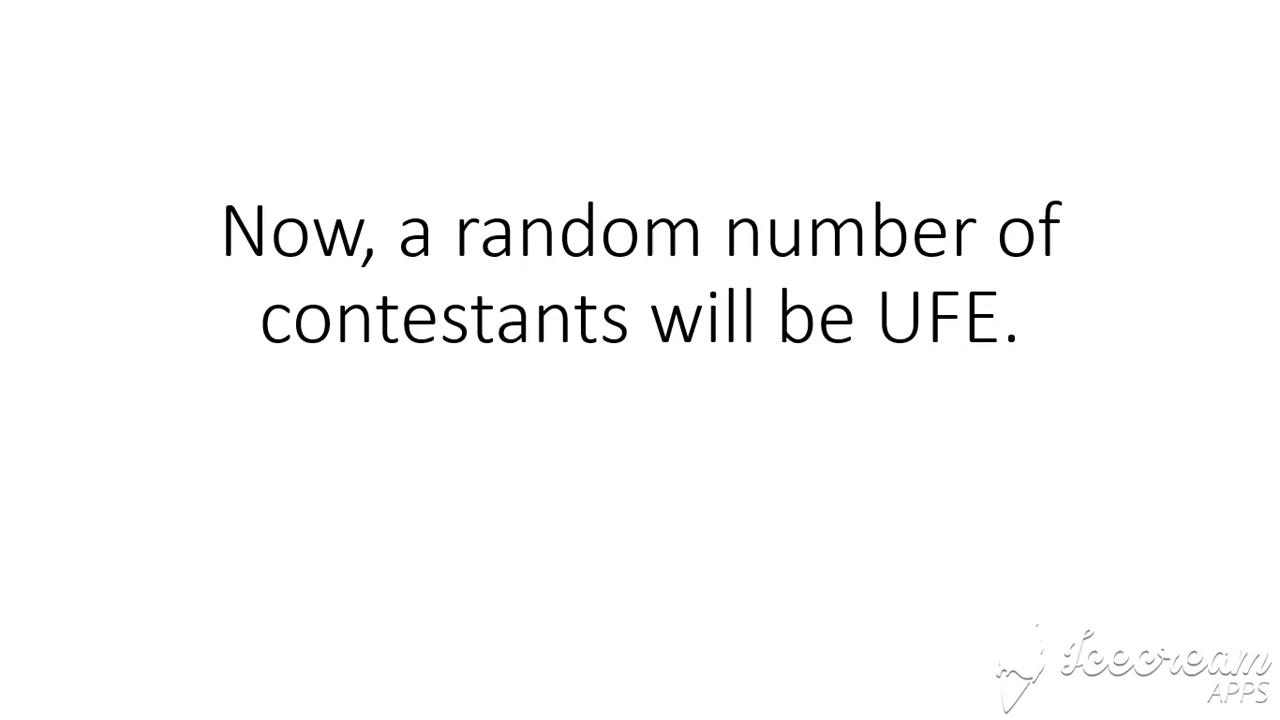 Now, a random number of
contestants will be UFE.
Icecream
APPS